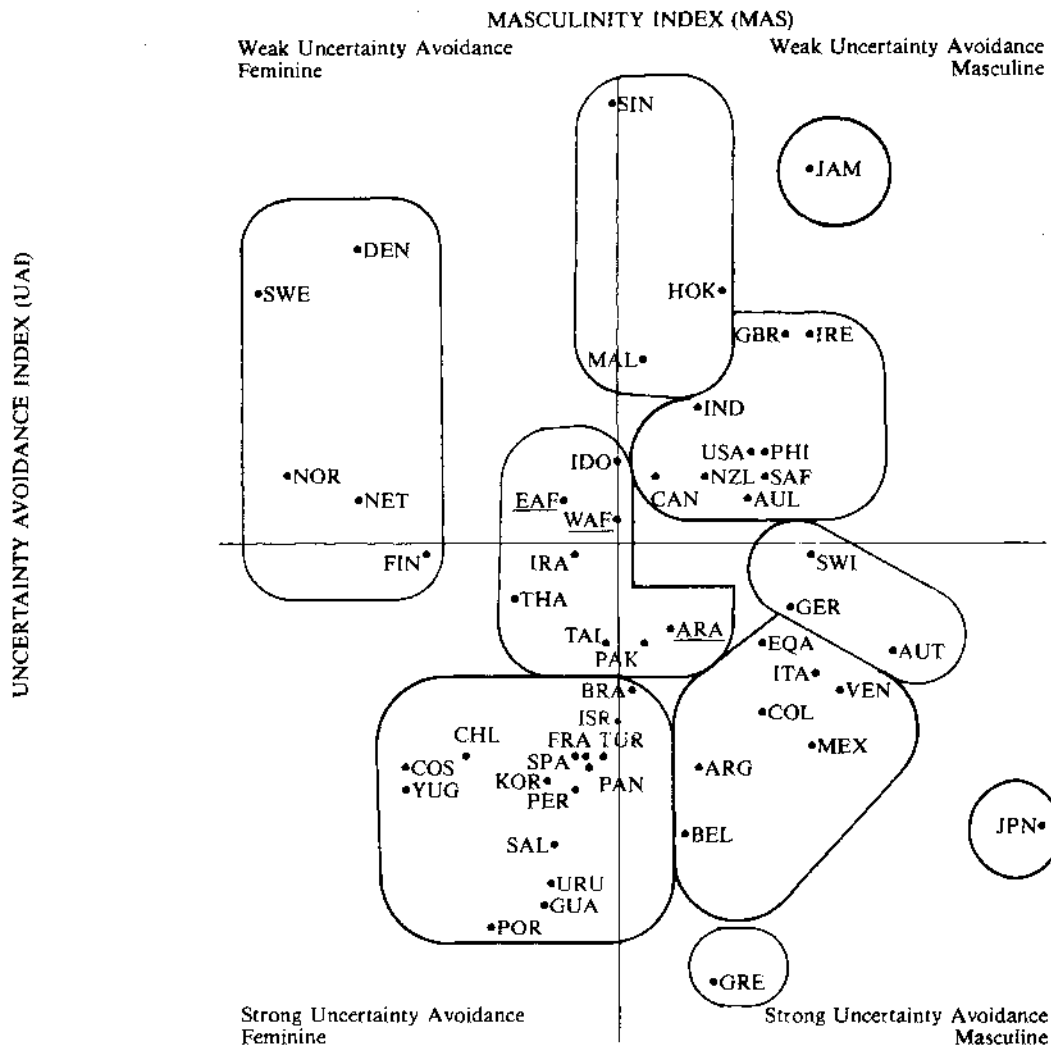 MASCULINITY INDEX (MAS)
Weak Uncertainty Avoidance
Feminine
Weak Uncertainty Avoidance
Masculine
UNCERTAINTY AVOIDANCE INDEX (UAI)
SIN
JAM
DEN
SWE
HOK
GBR
IRE
MAL
IND
USA
PHI
IDO
NOR
NET
EAF
CAN
NZL
SAF
AUL
WAF
FIN
IRA
SWI
THA
GER
TAI
PAK
ARA
EQA
AUT
ITA
BRA
VEN
ISR
COL
CHL
FRA
TUR
MEX
COS
SPA
ARG
YUG
KOR
PAN
PER
BEL
JPN
SAL
URU
GUA
POR
GRE
Strong Uncertainty Avoidance
Feminine
Strong Uncertainty Avoidance
Masculine